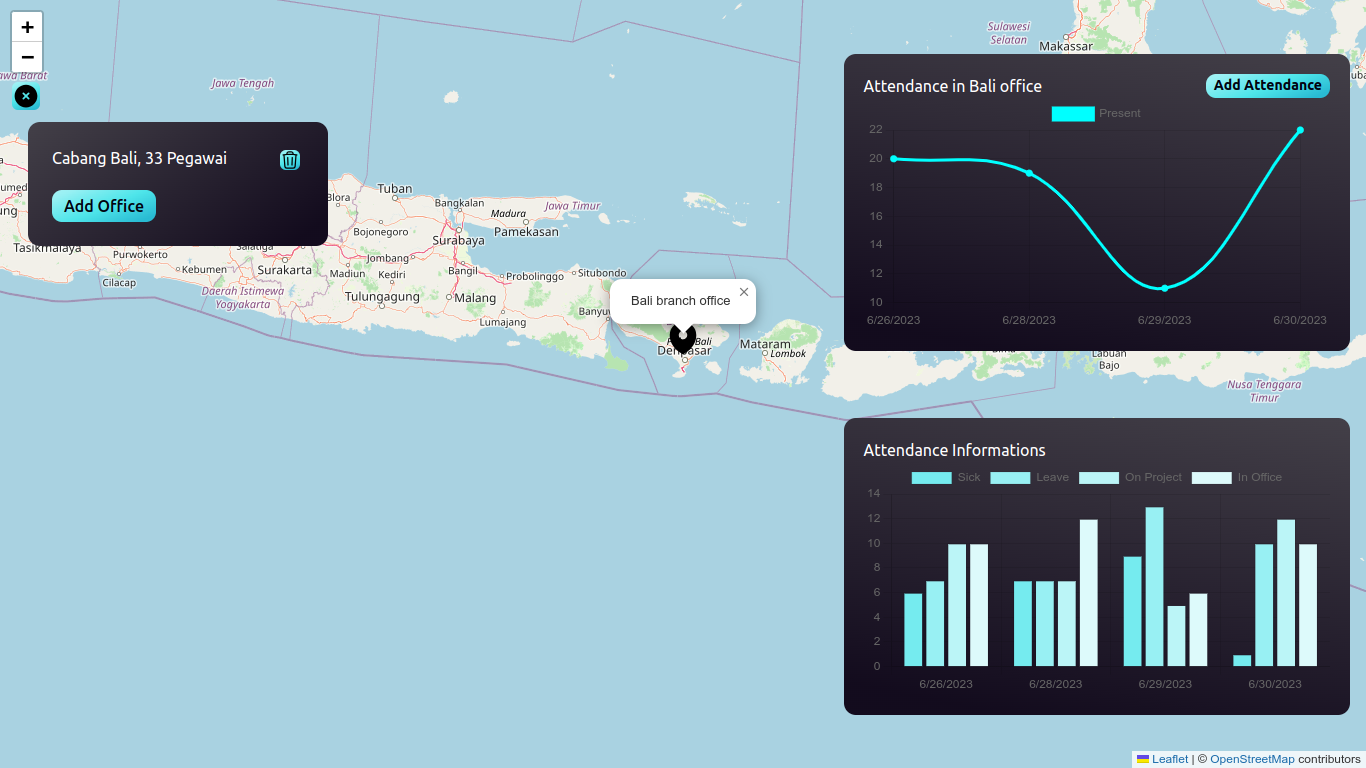 +
−
awa Barat
Jawa Tengah
Sulawesi
Selatan
Makassar
Cabang Bali, 33 Pegawai
Add Office
Tuban
Blora
Bangkalan
Madura
Jawa Timur
Bojonegoro
Surabaya
Pamekasan
Tasikmalaya
Purwokerto
Salatiga
Kebumen
Surakarta
Madiun
Jombang
Kediri
Bangil
Probolinggo
Situbondo
Cilacap
Daerah Istimewa
Yogyakarta
Tulungagung
Malang
Lumajang
Banyu
Bali branch office
×
Bali
Denpasar
Mataram
Lombok
Labuan
Bajo
Nusa Tenggara
Timur
Attendance in Bali office
Add Attendance
Present
22
20
18
16
14
12
10
6/26/2023 6/28/2023 6/29/2023 6/30/2023
Attendance Informations
Sick Leave On Project In Office
14
12
10
8
6
4
2
0
6/26/2023 6/28/2023 6/29/2023 6/30/2023
Leaflet | © OpenStreetMap contributors